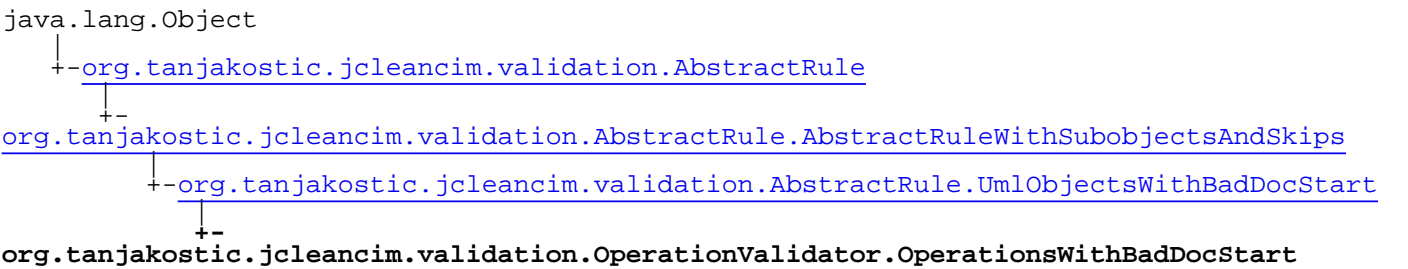 java.lang.Object
|
+-org.tanjakostic.jcleancim.validation.AbstractRule
|
+-
org.tanjakostic.jcleancim.validation.AbstractRule.AbstractRuleWithSubobjectsAndSkips
|
+-org.tanjakostic.jcleancim.validation.AbstractRule.UmlObjectsWithBadDocStart
|
+-
org.tanjakostic.jcleancim.validation.OperationValidator.OperationsWithBadDocStart